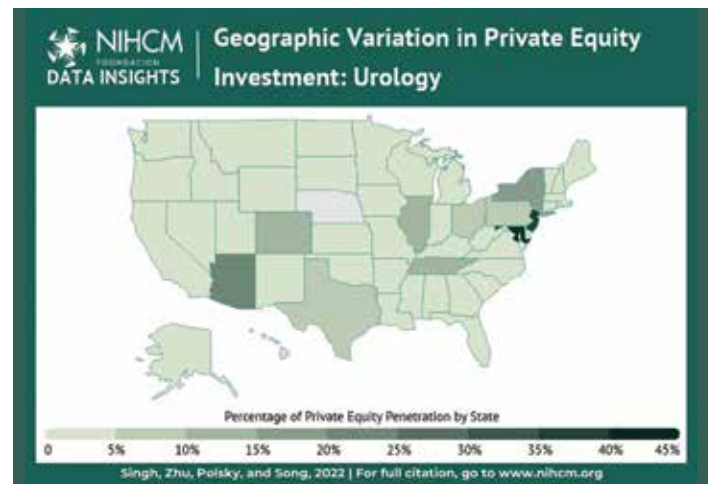 NIHCM
FOUNDATION
DATA INSIGHTS
Geographic Variation in Private Equity
Investment: Urology
Percentage of Private Equity Penetration by State
0 5% 10% 15% 20% 25% 30% 35% 40% 45%
Singh, Zhu, Polsky, and Song, 2022 | For full citation, go to www.nihcm.org